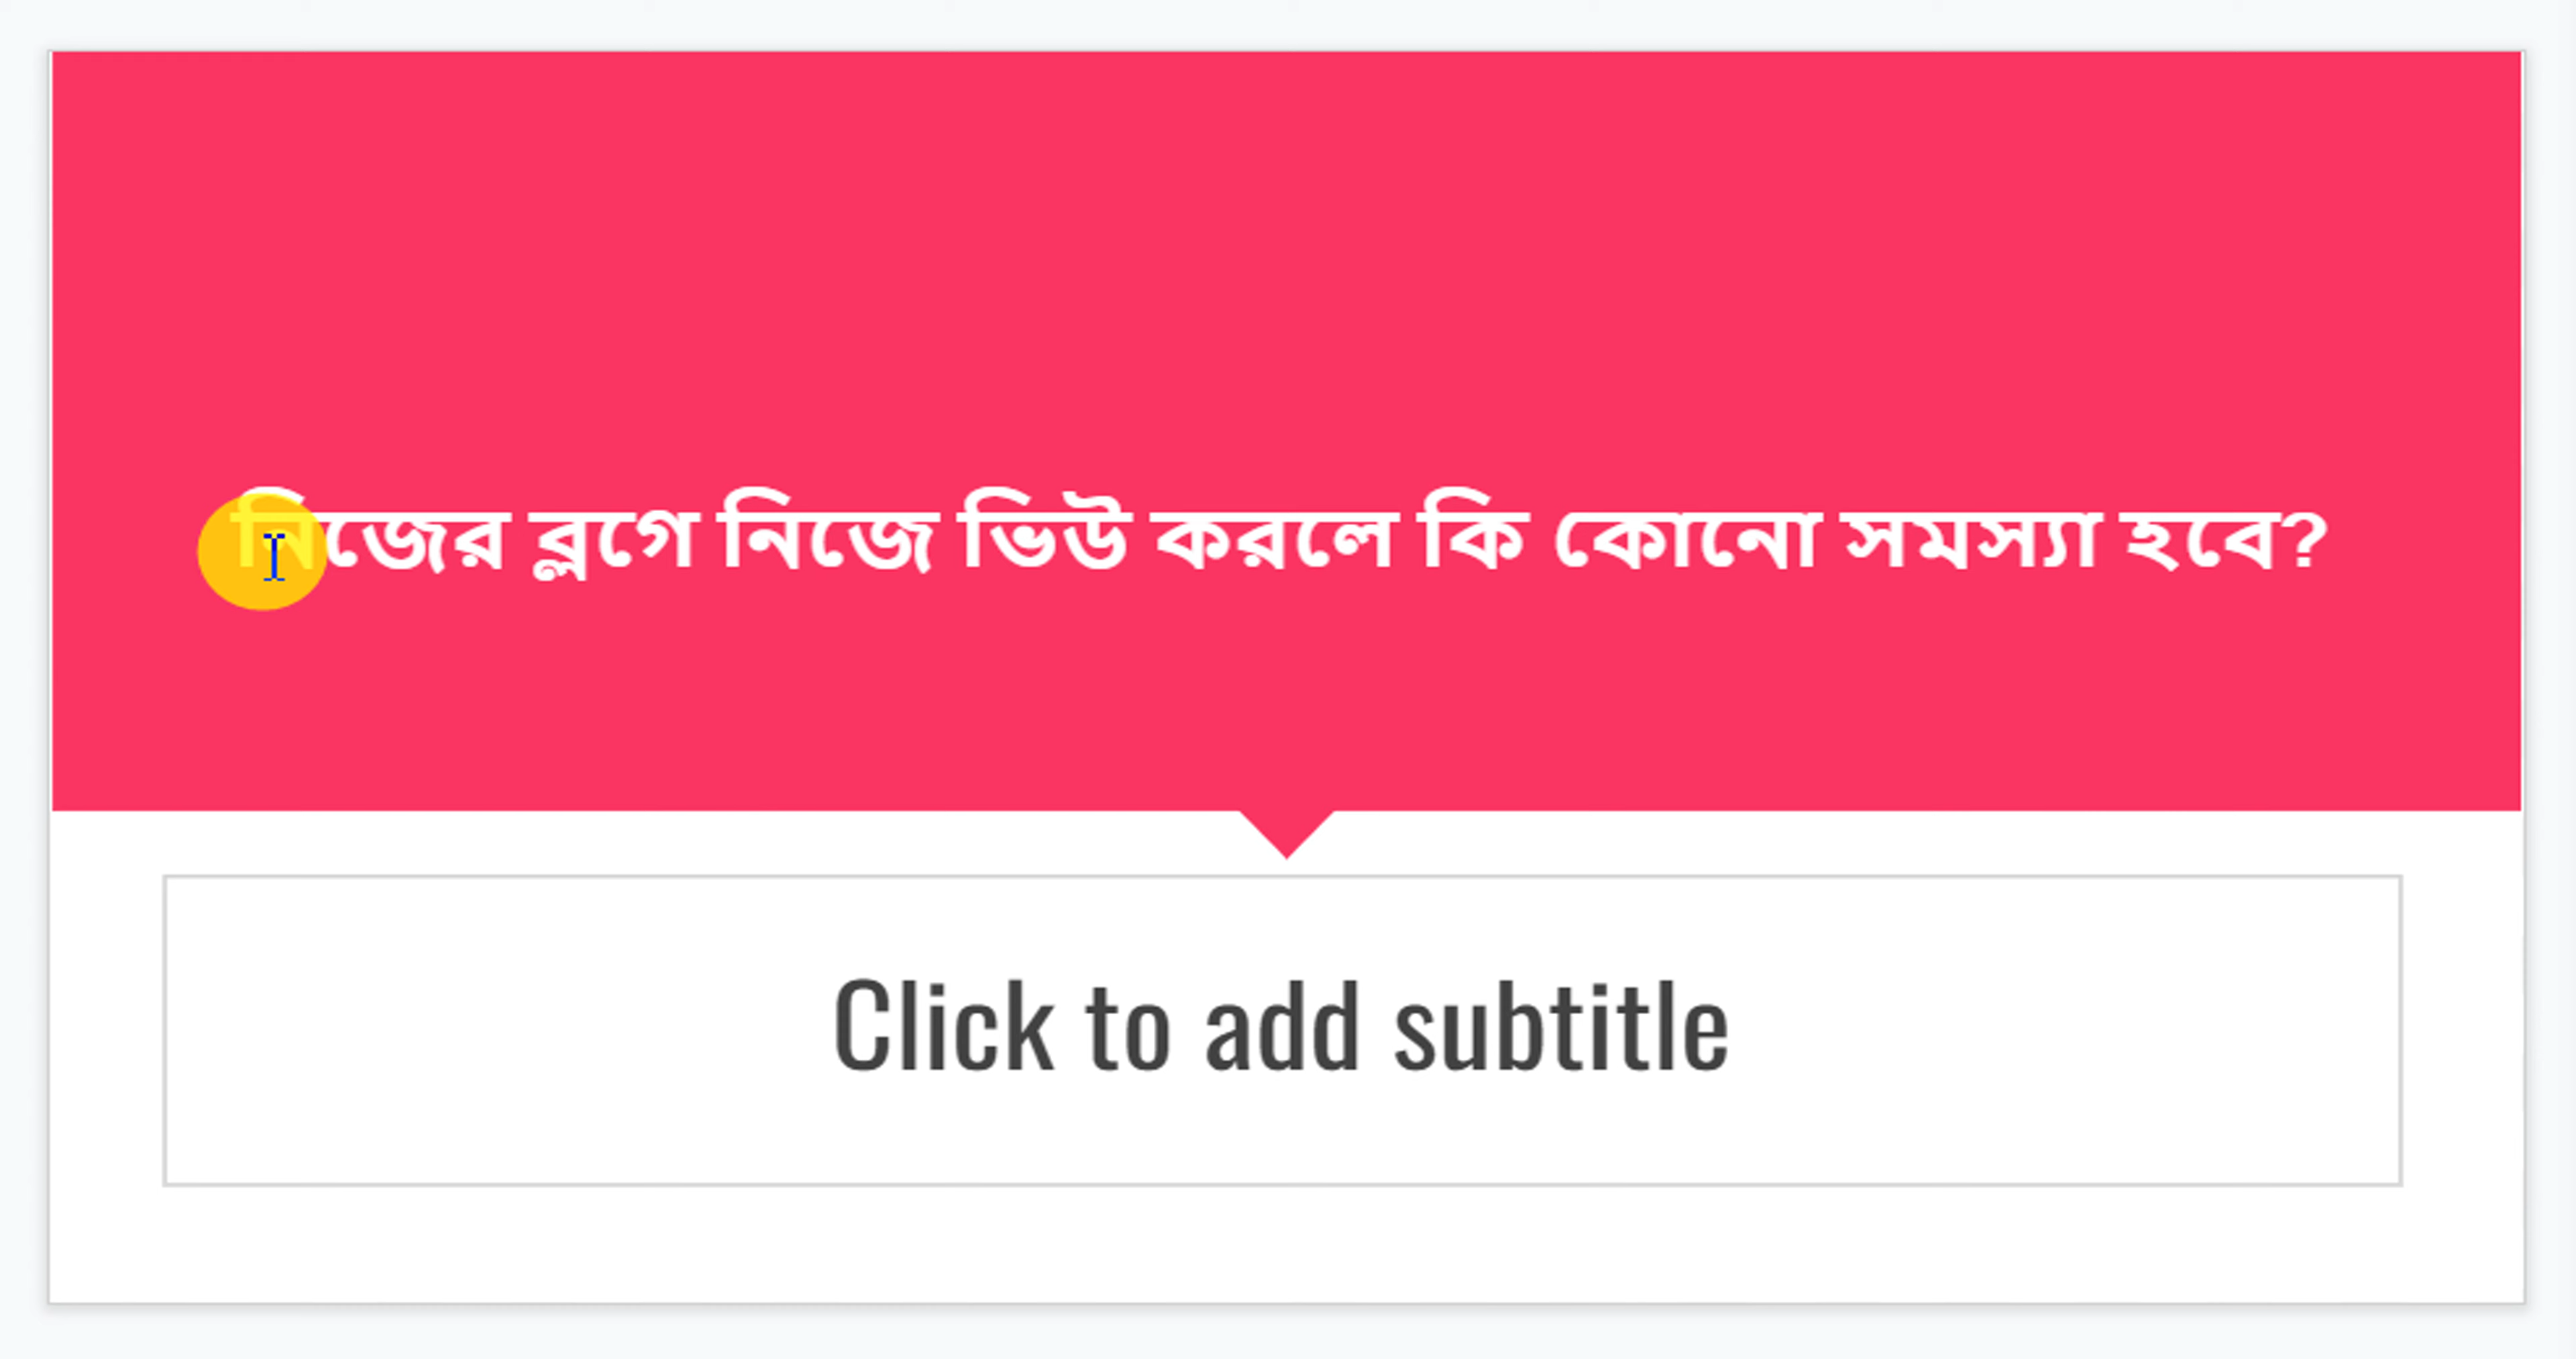 নিজের ব্লগে নিজে ভিউ করলে কি কোনো সমস্যা হবে?
Click to add subtitle